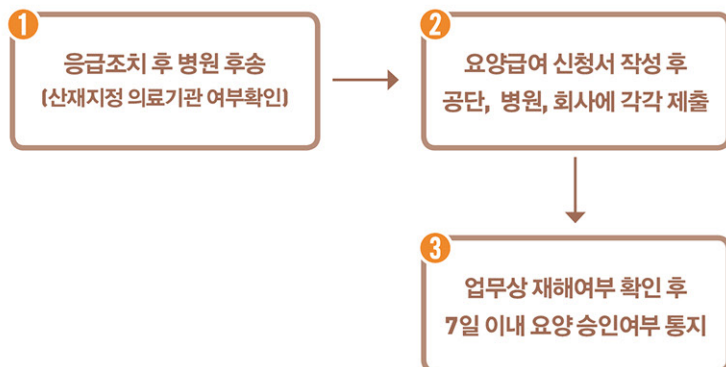 1
응급조치 후 병원 후송
(산재지정 의료기관 여부확인)
2
요양급여 신청서 작성 후
공단, 병원, 회사에 각각 제출
3
업무상 재해여부 확인 후
7일 이내 요양 승인여부 통지